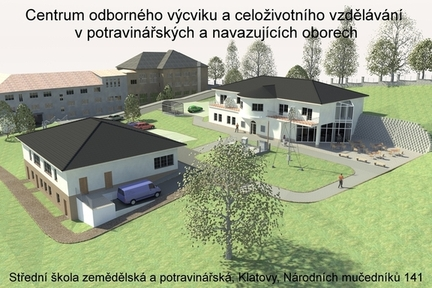 Centrum odborného výcviku a celoživotního vzdělávání
v potravinářských a navazujících oborech
Střední škola zemědělská a potravinářská, Klatovy, Národních mučedníků 141